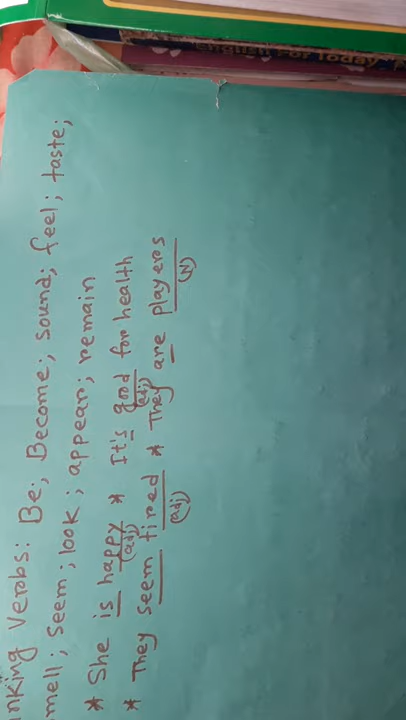 English For Today
nking Verbs: Be; Become; sound; feel; taste;
mell; seem; look; appear; remain
* She is happy * It's good for health
(adj) (adj)
* They seem tired * They are players
(adj) (N)